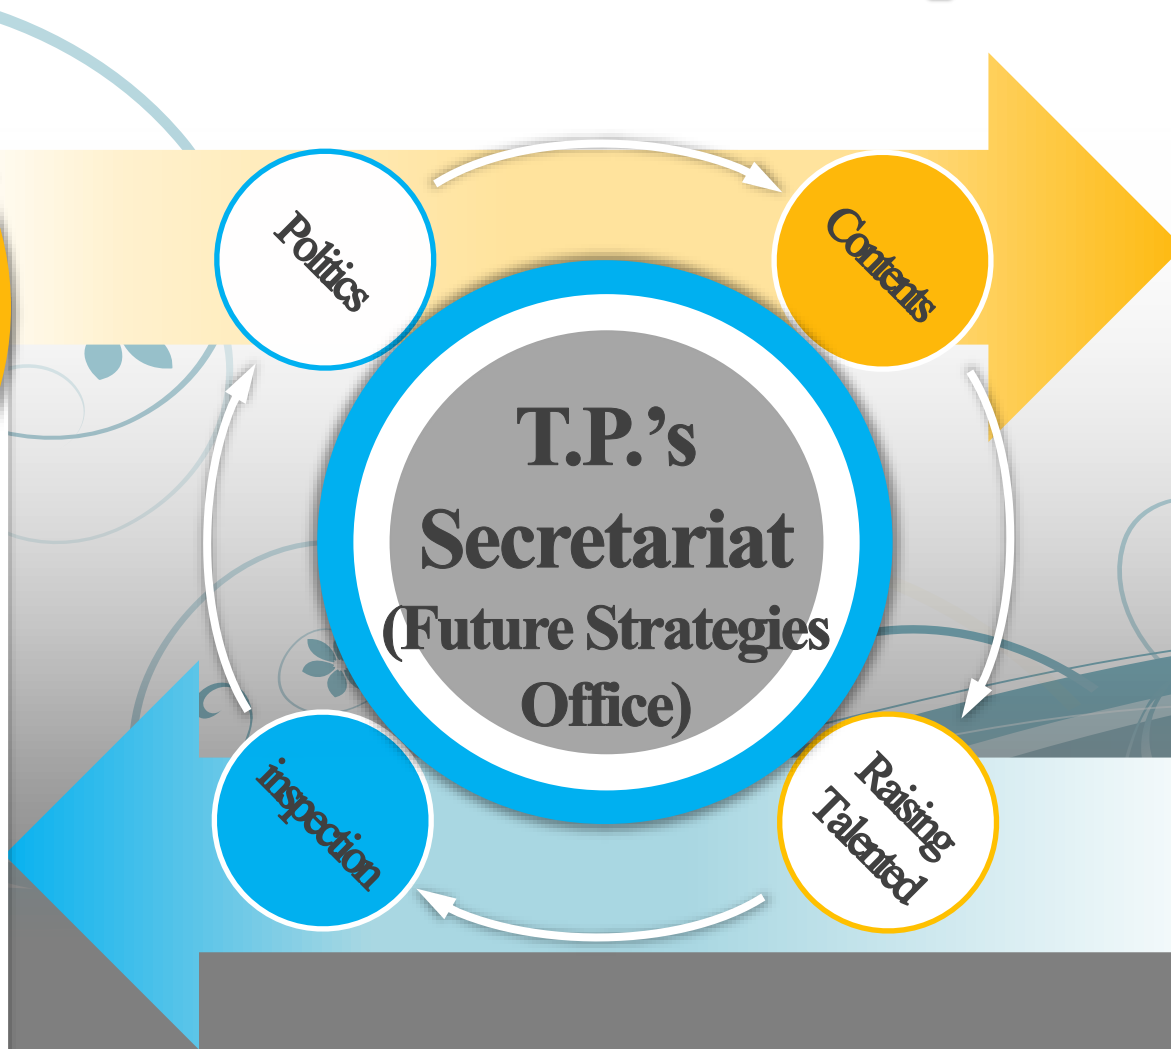 Politics
Contents
T.P.’s
Secretariat
(Future Strategies
Office)
inspection
Raising
Talented